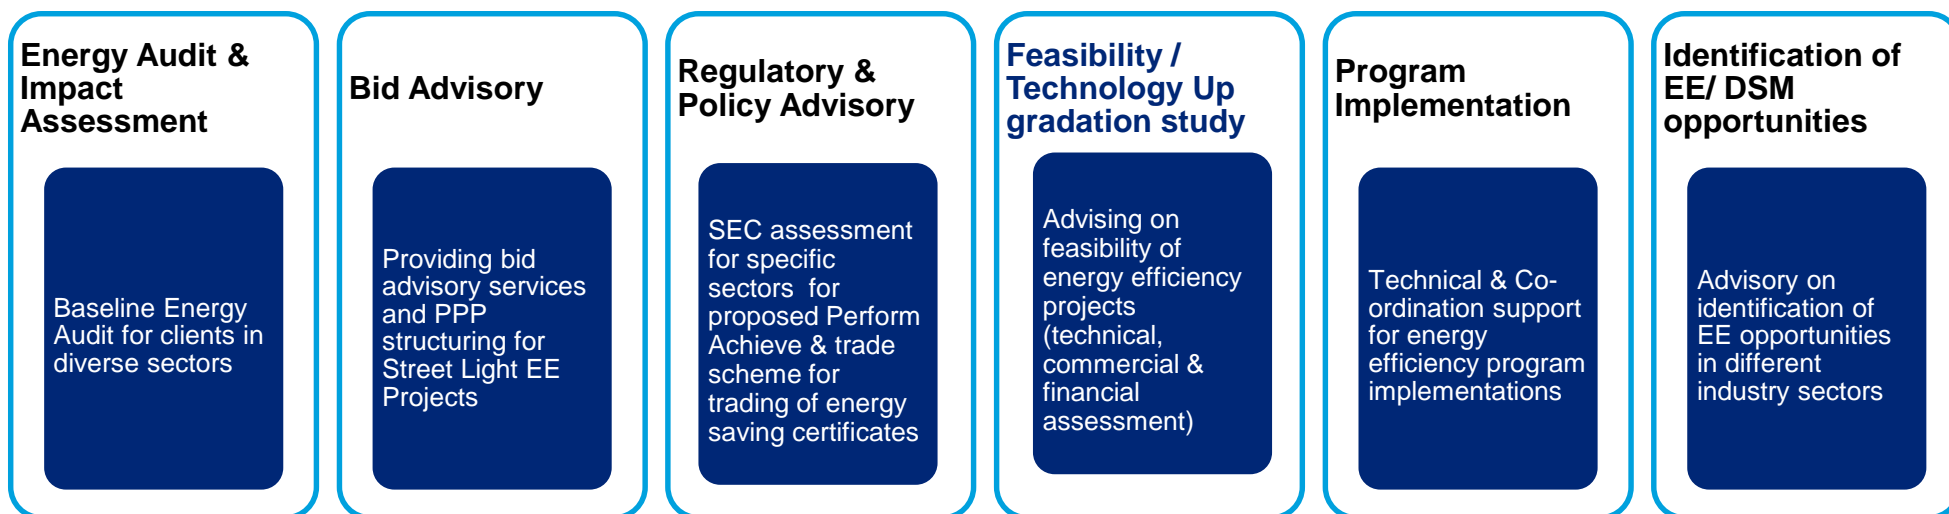 Energy Audit &
Impact
Assessment
Baseline Energy
Audit for clients in
diverse sectors
Bid Advisory
Providing bid
advisory services
and PPP
structuring for
Street Light EE
Projects
Regulatory &
Policy Advisory
SEC assessment
for specific
sectors for
proposed Perform
Achieve & trade
scheme for
trading of energy
saving certificates
Feasibility /
Technology Up
gradation study
Advising on
feasibility of
energy efficiency
projects
(technical,
commercial &
financial
assessment)
Program
Implementation
Technical & Co-
ordination support
for energy
efficiency program
implementations
Identification of
EE/ DSM
opportunities
Advisory on
identification of
EE opportunities
in different
industry sectors